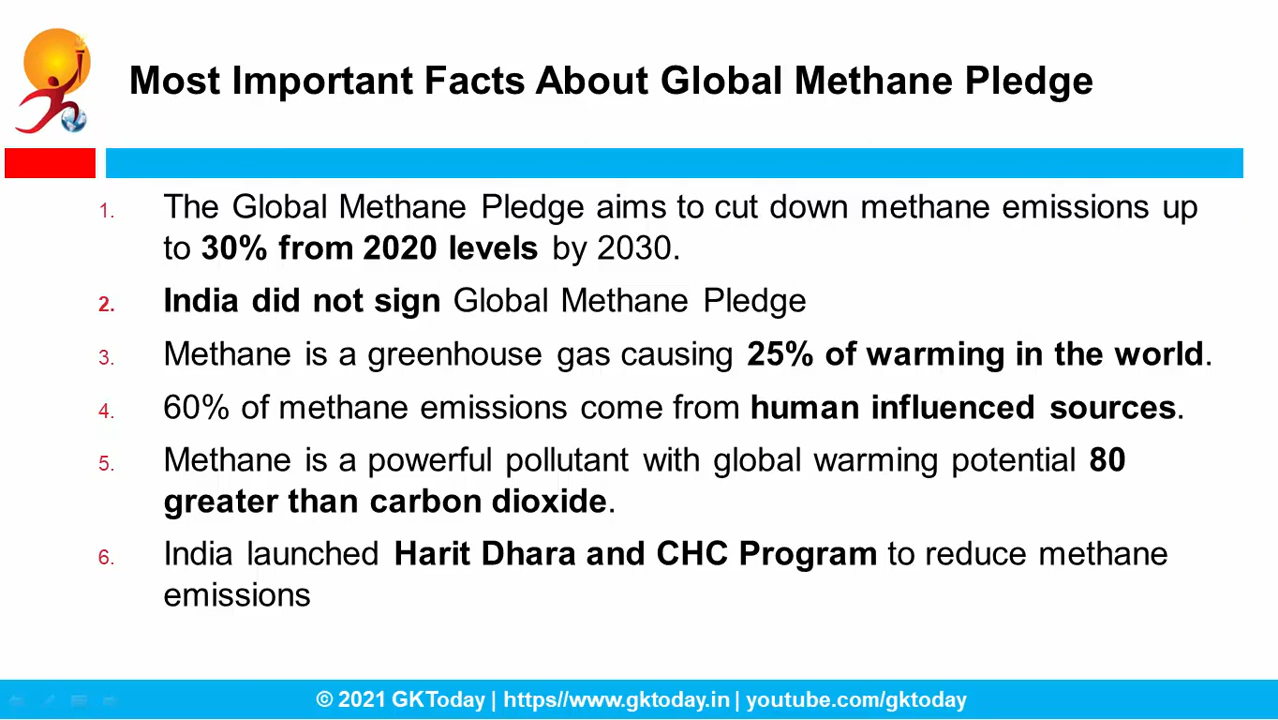 Most Important Facts About Global Methane Pledge
1. The Global Methane Pledge aims to cut down methane emissions up
to 30% from 2020 levels by 2030.
2. India did not sign Global Methane Pledge
3. Methane is a greenhouse gas causing 25% of warming in the world.
4. 60% of methane emissions come from human influenced sources.
5. Methane is a powerful pollutant with global warming potential 80
greater than carbon dioxide.
6. India launched Harit Dhara and CHC Program to reduce methane
emissions
© 2021 GKToday | https//www.gktoday.in | youtube.com/gktoday